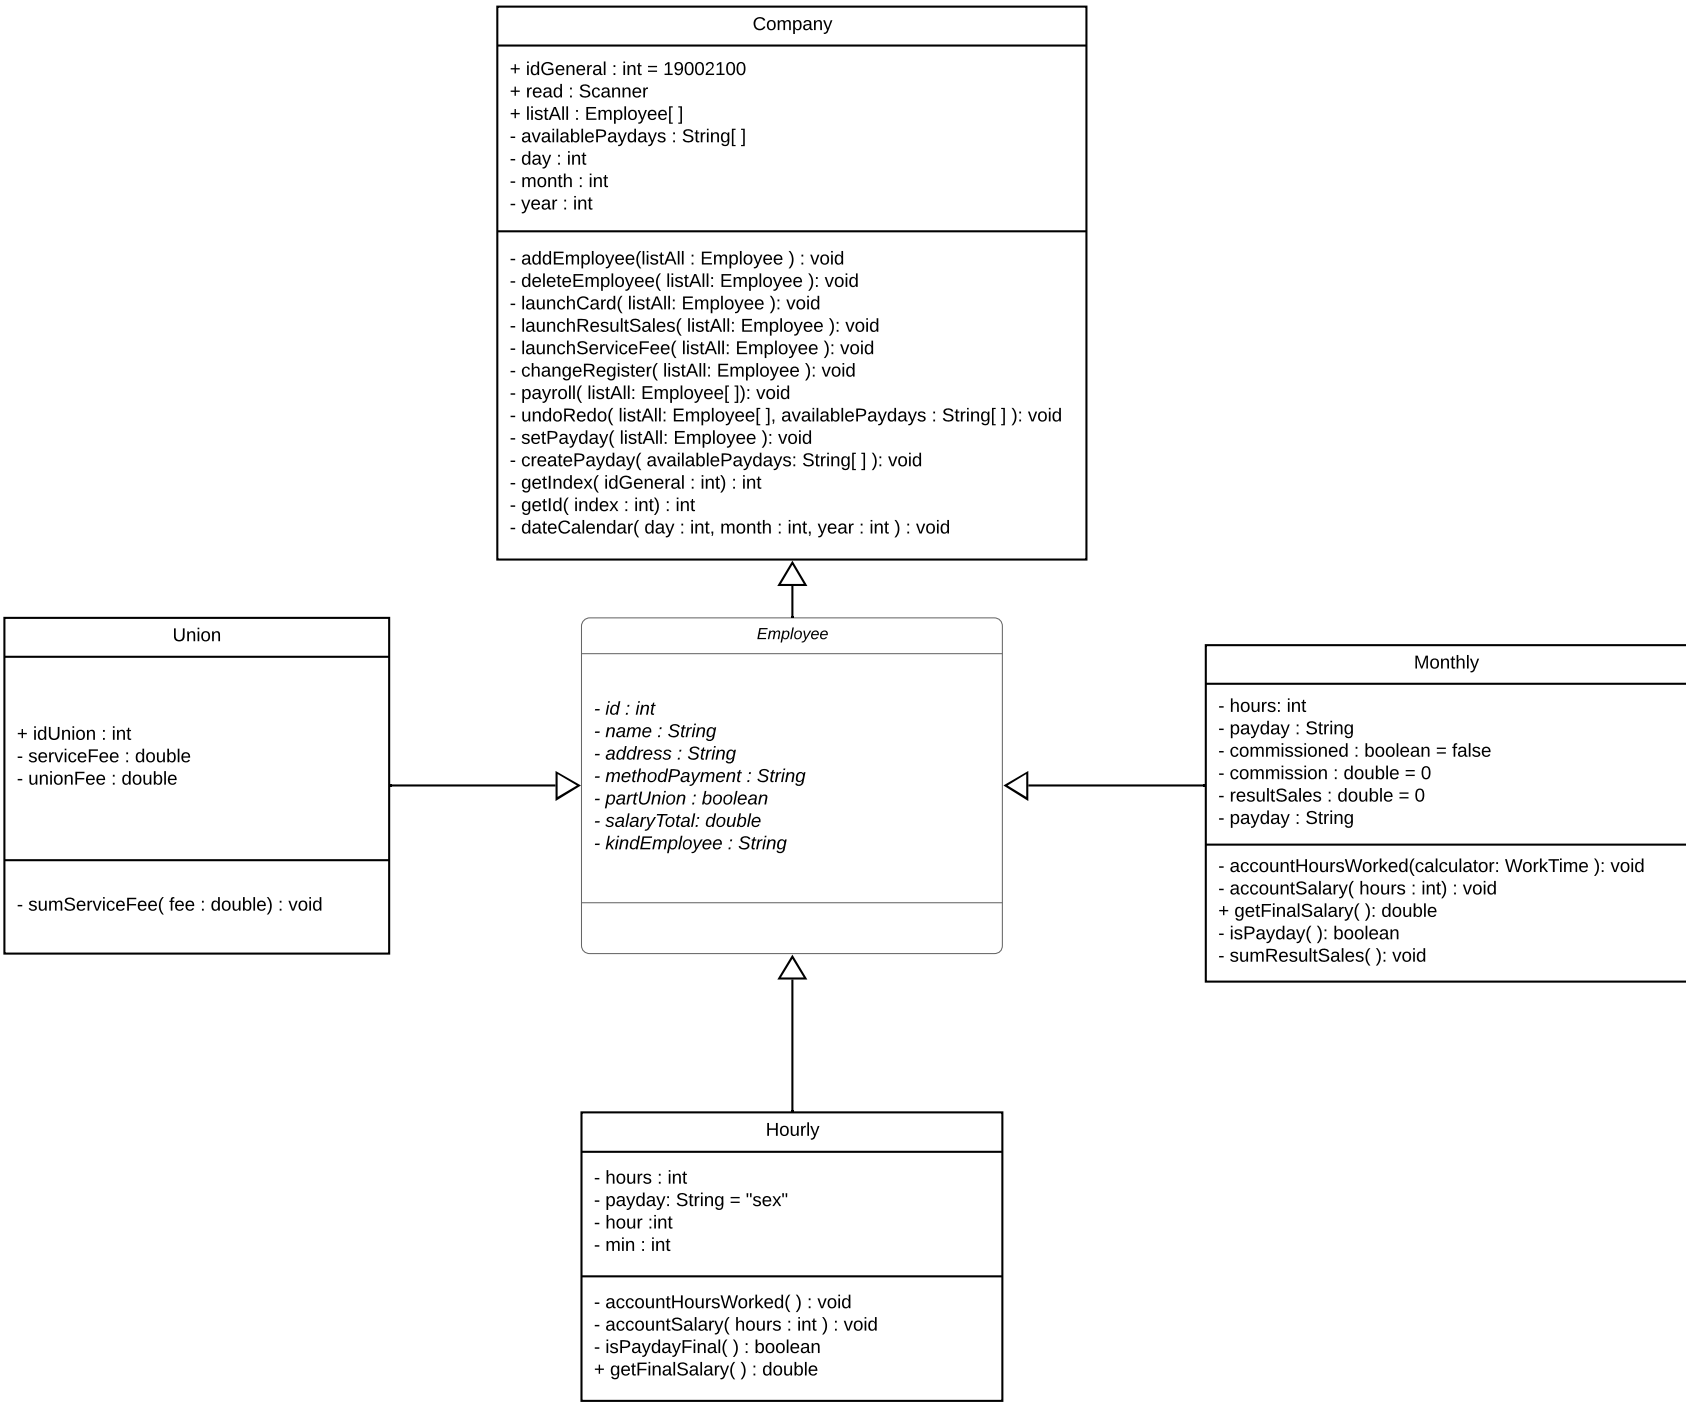 Company
+ idGeneral : int = 19002100
+ read : Scanner
+ listAll : Employee[ ]
- availablePaydays : String[ ]
- day : int
- month : int
- year : int
- addEmployee(listAll : Employee ) : void
- deleteEmployee( listAll: Employee ): void
- launchCard( listAll: Employee ): void
- launchResultSales( listAll: Employee ): void
- launchServiceFee( listAll: Employee ): void
- changeRegister( listAll: Employee ): void
- payroll( listAll: Employee[ ]): void
- undoRedo( listAll: Employee[ ], availablePaydays : String[ ] ): void
- setPayday( listAll: Employee ): void
- createPayday( availablePaydays: String[ ] ): void
- getIndex( idGeneral : int) : int
- getId( index : int) : int
- dateCalendar( day : int, month : int, year : int ) : void
Union
+ idUnion : int
- serviceFee : double
- unionFee : double
- sumServiceFee( fee : double) : void
Employee
- id : int
- name : String
- address : String
- methodPayment : String
- partUnion : boolean
- salaryTotal: double
- kindEmployee : String
Monthly
- hours: int
- payday : String
- commissioned : boolean = false
- commission : double = 0
- resultSales : double = 0
- payday : String
- accountHoursWorked(calculator: WorkTime ): void
- accountSalary( hours : int) : void
+ getFinalSalary( ): double
- isPayday( ): boolean
- sumResultSales( ): void
Hourly
- hours : int
- payday: String = "sex"
- hour :int
- min : int
- accountHoursWorked( ) : void
- accountSalary( hours : int ) : void
- isPaydayFinal( ) : boolean
+ getFinalSalary( ) : double